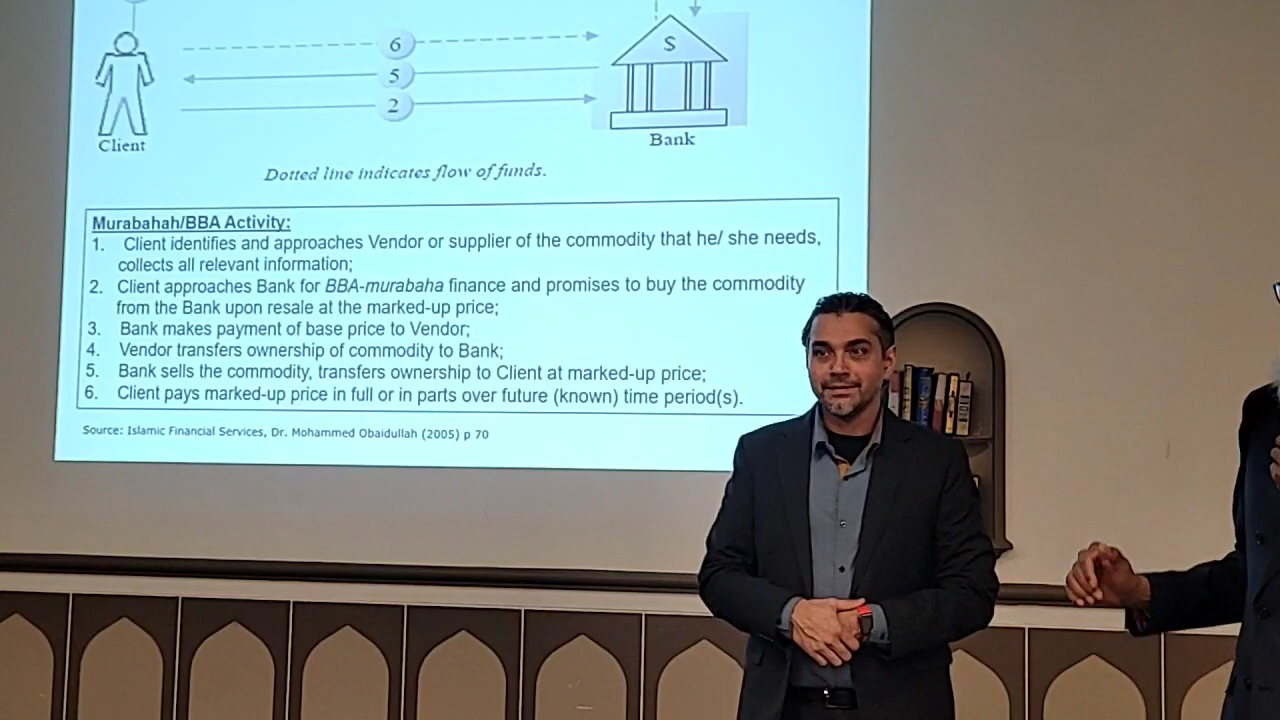 6
5
2
$
Client
Bank
Dotted line indicates flow of funds.
Murabahah/BBA Activity:
1. Client identifies and approaches Vendor or supplier of the commodity that he/ she needs,
collects all relevant information;
2. Client approaches Bank for BBA-murabaha finance and promises to buy the commodity
from the Bank upon resale at the marked-up price;
3. Bank makes payment of base price to Vendor;
4. Vendor transfers ownership of commodity to Bank;
5. Bank sells the commodity, transfers ownership to Client at marked-up price;
6. Client pays marked-up price in full or in parts over future (known) time period(s).
Source: Islamic Financial Services, Dr. Mohammed Obaidullah (2005) p 70